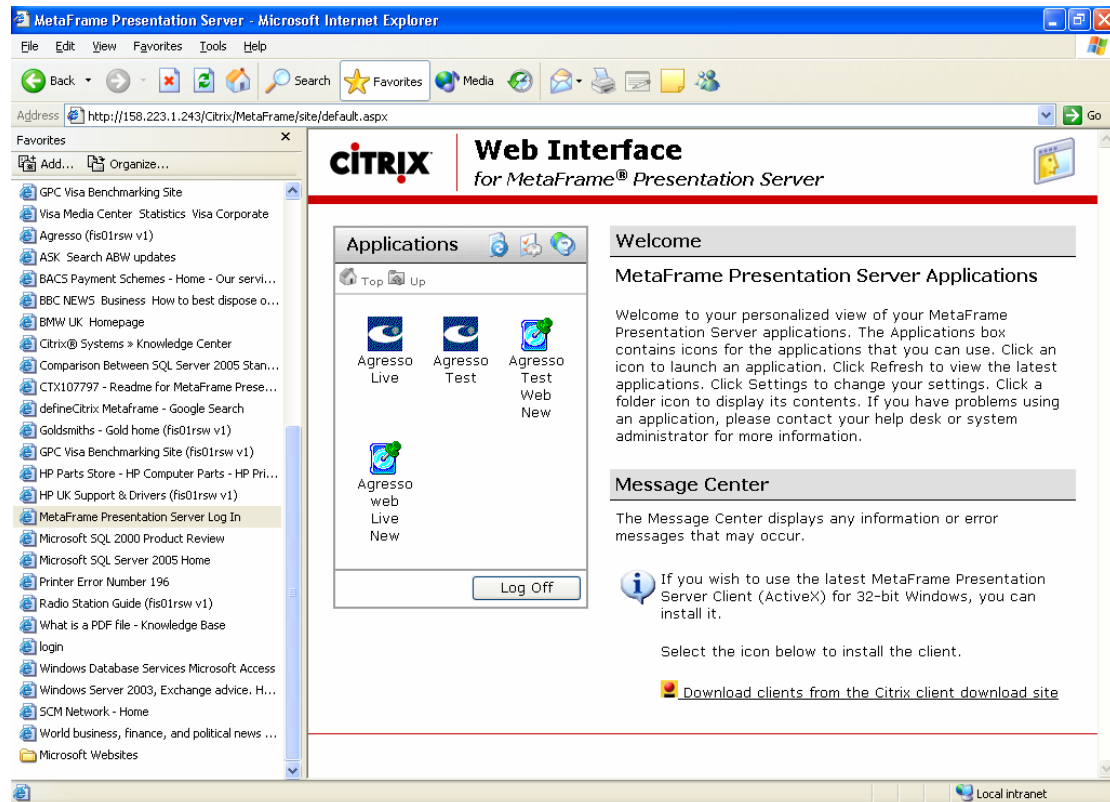 MetaFrame Presentation Server - Microsoft Internet Explorer
File Edit View Favorites Tools Help
Back Search Favorites Media
Address http://158.223.1.243/Citrix/MetaFrame/site/default.aspx Go
Favorites x
Add... Organize...
GPC Visa Benchmarking Site
Visa Media Center Statistics Visa Corporate
Agresso (fis01rsw v1)
ASK Search ABW updates
BACS Payment Schemes - Home - Our servi...
BBC NEWS Business How to best dispose o...
BMW UK Homepage
Citrix® Systems » Knowledge Center
Comparison Between SQL Server 2005 Stan...
CTX107797 - Readme for MetaFrame Prese...
defineCitrix Metaframe - Google Search
Goldsmiths - Gold home (fis01rsw v1)
GPC Visa Benchmarking Site (fis01rsw v1)
HP Parts Store - HP Computer Parts - HP Pri...
HP UK Support & Drivers (fis01rsw v1)
MetaFrame Presentation Server Log In
Microsoft SQL 2000 Product Review
Microsoft SQL Server 2005 Home
Printer Error Number 196
Radio Station Guide (fis01rsw v1)
What is a PDF file - Knowledge Base
login
Windows Database Services Microsoft Access
Windows Server 2003, Exchange advice. H...
SCM Network - Home
World business, finance, and political news ...
Microsoft Websites
CITRIX
Web Interface
for MetaFrame® Presentation Server
Applications
Top Up
Agresso Live
Agresso Test
Agresso Test Web New
Agresso web Live New
Log Off
Welcome
MetaFrame Presentation Server Applications
Welcome to your personalized view of your MetaFrame
Presentation Server applications. The Applications box
contains icons for the applications that you can use. Click an
icon to launch an application. Click Refresh to view the latest
applications. Click Settings to change your settings. Click a
folder icon to display its contents. If you have problems using
an application, please contact your help desk or system
administrator for more information.
Message Center
The Message Center displays any information or error
messages that may occur.
If you wish to use the latest MetaFrame Presentation
Server Client (ActiveX) for 32-bit Windows, you can
install it.
Select the icon below to install the client.
Download clients from the Citrix client download site
Local intranet